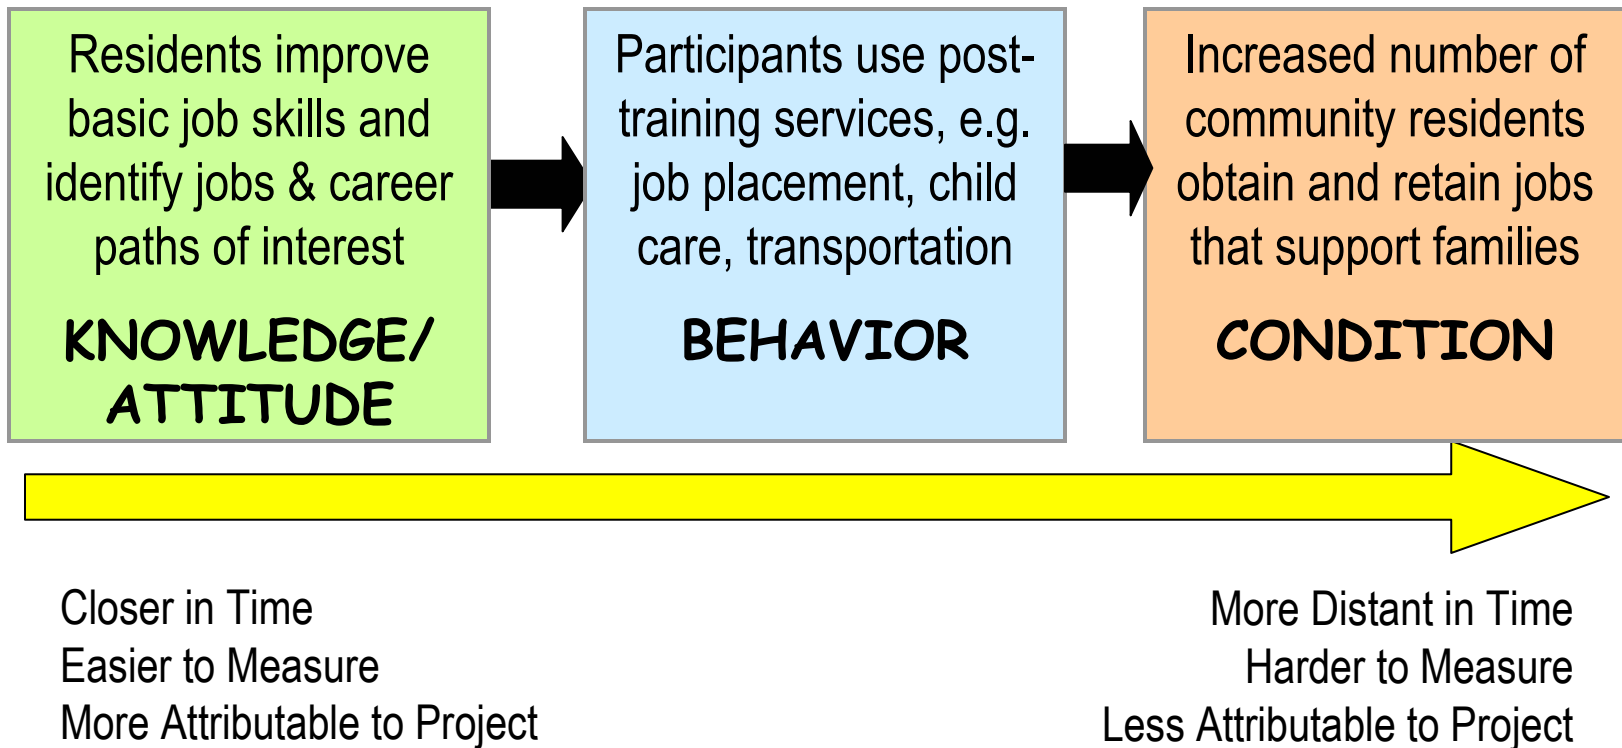 Residents improve
basic job skills and
identify jobs & career
paths of interest
KNOWLEDGE/
ATTITUDE
Participants use post-
training services, e.g.
job placement, child
care, transportation
BEHAVIOR
Increased number of
community residents
obtain and retain jobs
that support families
CONDITION
Closer in Time
Easier to Measure
More Attributable to Project
More Distant in Time
Harder to Measure
Less Attributable to Project